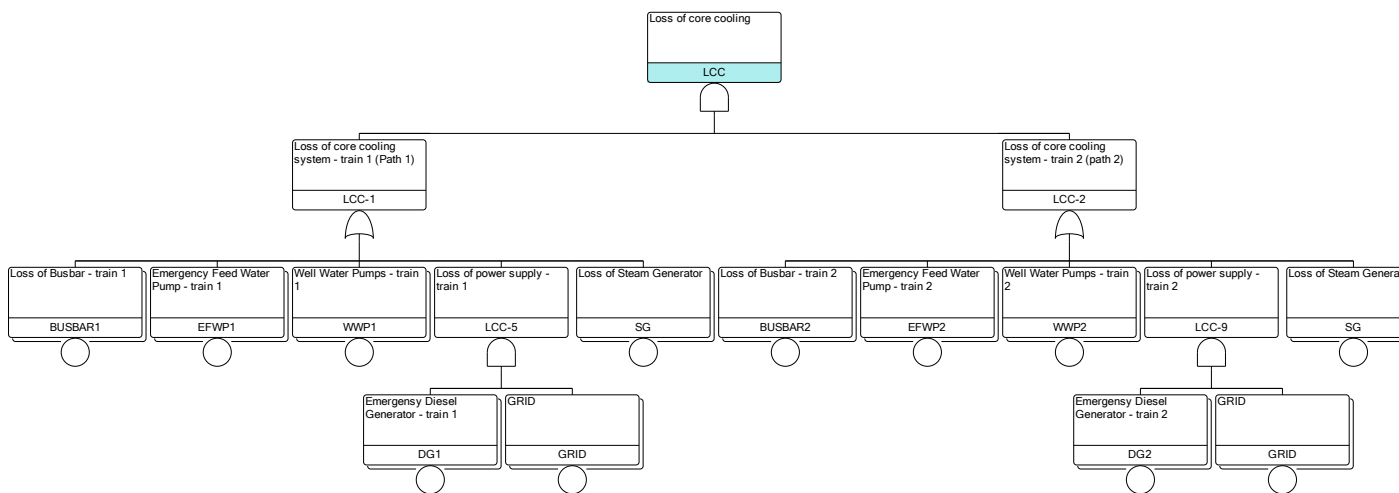 Loss of core cooling
LCC
Loss of core cooling
system - train 1 (Path 1)
LCC-1
Loss of core cooling
system - train 2 (path 2)
LCC-2
Loss of Busbar - train 1
BUSBAR1
Emergency Feed Water
Pump - train 1
EFWP1
Well Water Pumps - train
1
WWP1
Loss of power supply -
train 1
LCC-5
Loss of Steam Generator
SG
Loss of Busbar - train 2
BUSBAR2
Emergency Feed Water
Pump - train 2
EFWP2
Well Water Pumps - train
2
WWP2
Loss of power supply -
train 2
LCC-9
Loss of Steam Genera
SG
Emergensy Diesel
Generator - train 1
DG1
GRID
GRID
Emergensy Diesel
Generator - train 2
DG2
GRID
GRID